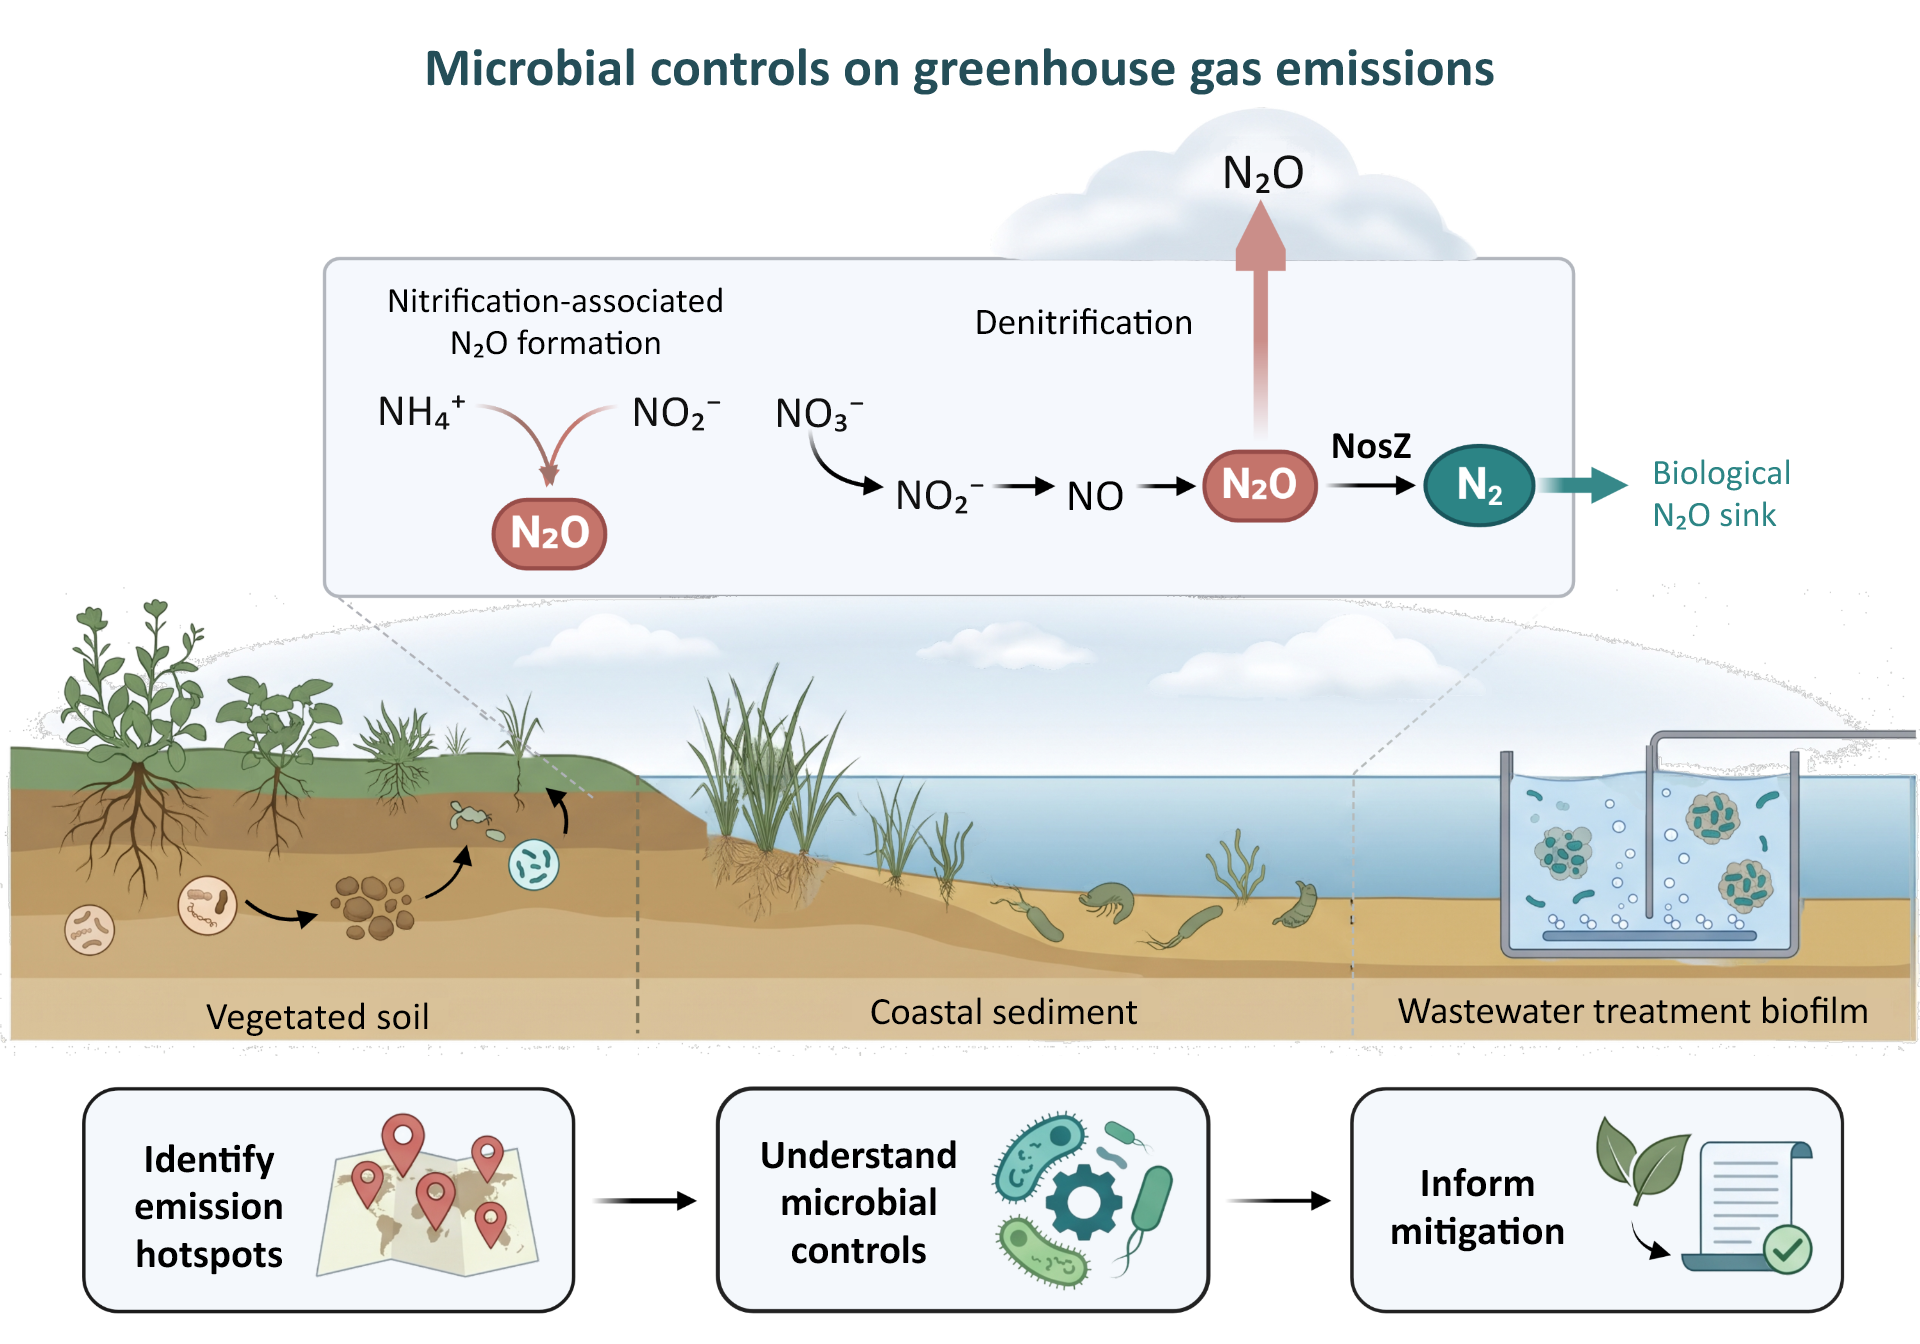 Microbial controls on greenhouse gas emissions
N₂O
Nitrification-associated
N₂O formation
Denitrification
NH₄⁺
NO₂⁻
NO₃⁻
N₂O
NO₂⁻
NO
N₂O
NosZ
N₂
Biological
N₂O sink
Vegetated soil
Coastal sediment
Wastewater treatment biofilm
Identify
emission
hotspots
Understand
microbial
controls
Inform
mitigation